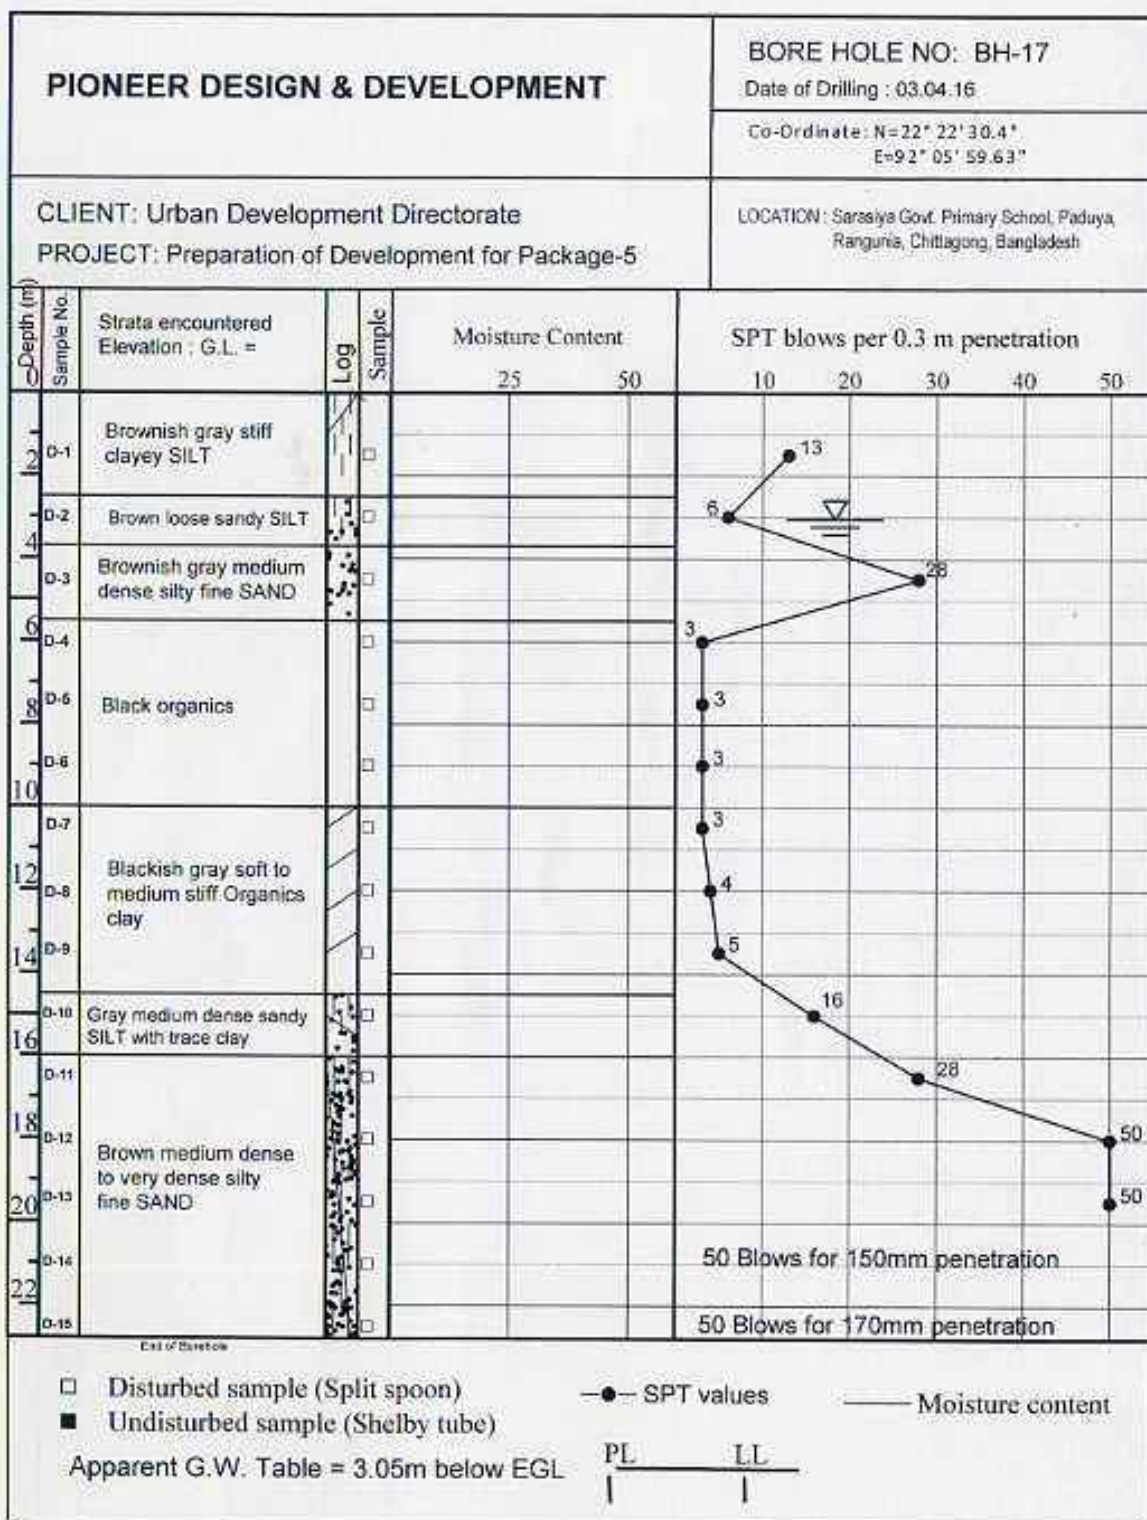 PIONEER DESIGN & DEVELOPMENT
BORE HOLE NO: BH-17
Date of Drilling : 03.04.16
Co-Ordinate: N=22° 22' 30.4"
E=92° 05' 59.63"
CLIENT: Urban Development Directorate
PROJECT: Preparation of Development for Package-5
LOCATION : Sarasiya Govt. Primary School, Paduya,
Rangunia, Chittagong, Bangladesh
Depth (m)
Sample No.
Strata encountered
Elevation : G.L. =
Log
Sample
Moisture Content
SPT blows per 0.3 m penetration
0
25 50
10 20 30 40 50
D-1
Brownish gray stiff
clayey SILT
13
2
D-2
Brown loose sandy SILT
6
4
D-3
Brownish gray medium
dense silty fine SAND
28
6
D-4
3
D-5
Black organics
3
8
D-6
3
10
D-7
3
12
D-8
Blackish gray soft to
medium stiff Organics
clay
4
D-9
5
14
D-10
Gray medium dense sandy
SILT with trace clay
16
16
D-11
28
18
D-12
50
Brown medium dense
to very dense silty
fine SAND
D-13
50
20
D-14
50 Blows for 150mm penetration
22
D-15
50 Blows for 170mm penetration
End of Borehole
Disturbed sample (Split spoon)
SPT values
Moisture content
Undisturbed sample (Shelby tube)
Apparent G.W. Table = 3.05m below EGL
PL LL